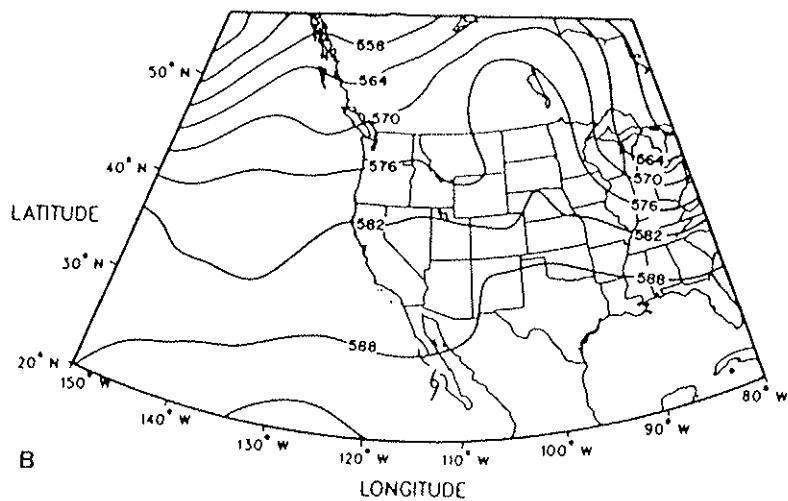 558
50° N
564
570
40° N
576
564
570
576
LATITUDE
582
582
30° N
588
588
20° N
150° W
80° W
140° W
90° W
130° W
100° W
120° W
110° W
B
LONGITUDE